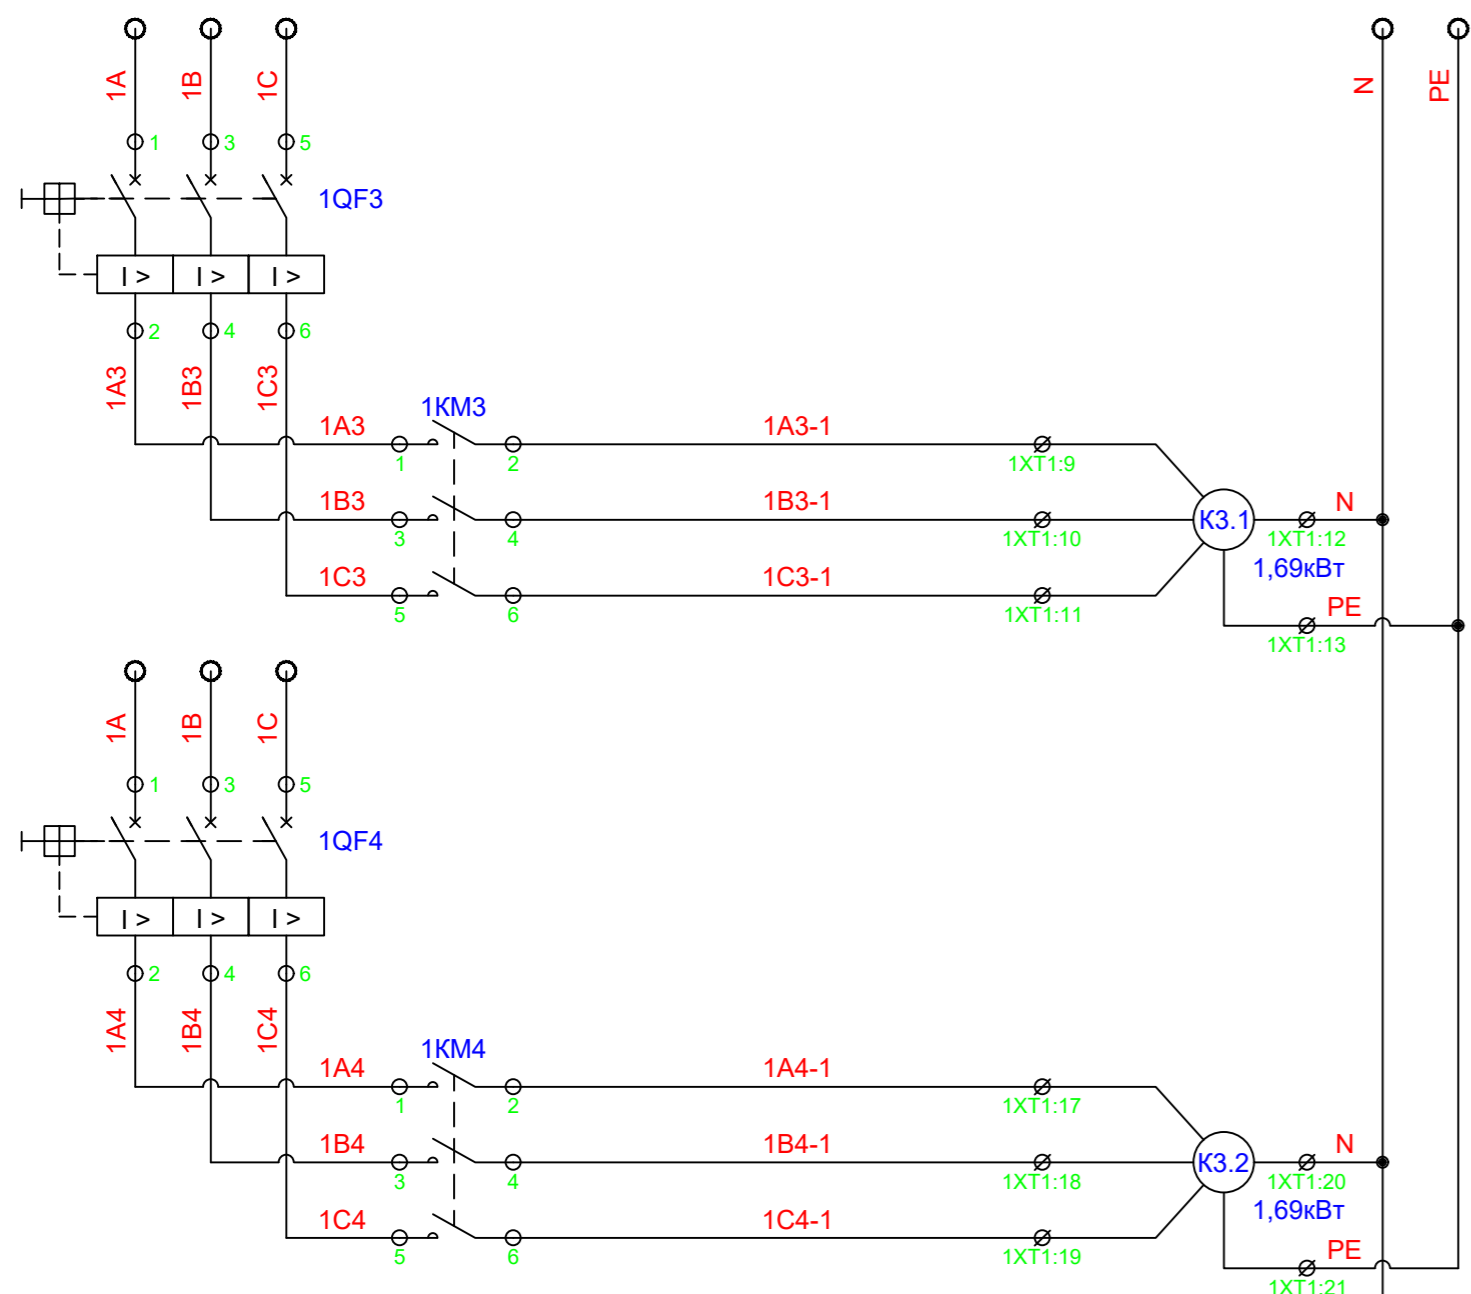 1A
1B
1C
N
PE
1
3
5
1QF3
I >
I >
I >
2
4
6
1A3
1B3
1C3
1A3
1КМ3
1A3-1
1
2
1XT1:9
1B3
1B3-1
К3.1
N
3
4
1XT1:10
1XT1:12
1,69кВт
1C3
1C3-1
5
6
1XT1:11
PE
1XT1:13
1A
1B
1C
1
3
5
1QF4
I >
I >
I >
2
4
6
1A4
1B4
1C4
1A4
1КМ4
1A4-1
1
2
1XT1:17
1B4
1B4-1
К3.2
N
3
4
1XT1:18
1XT1:20
1,69кВт
1C4
1C4-1
5
6
1XT1:19
PE
1XT1:21